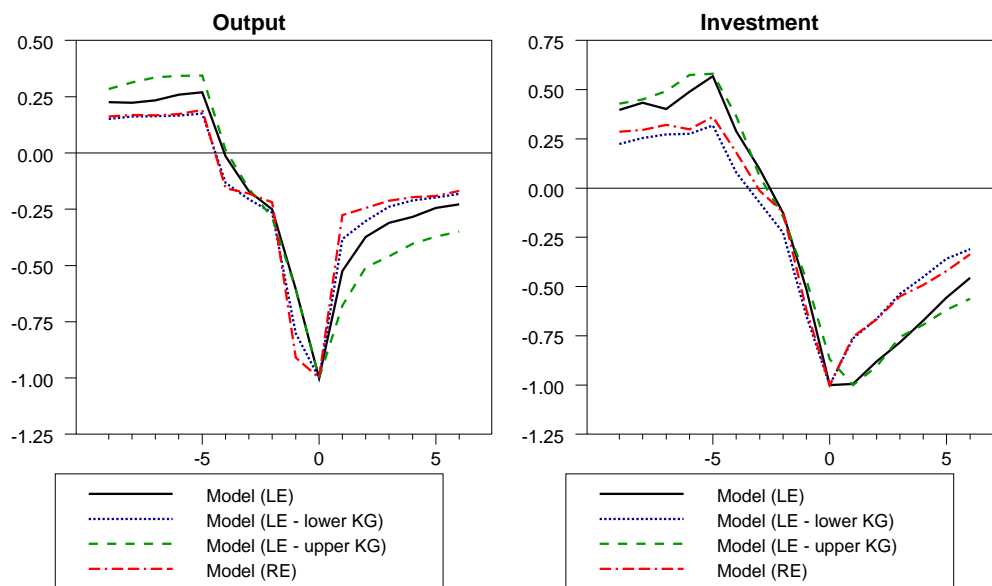 Output
0.50
0.25
0.00
-0.25
-0.50
-0.75
-1.00
-1.25
-5
0
5
Model (LE)
Model (LE - lower KG)
Model (LE - upper KG)
Model (RE)
Investment
0.75
0.50
0.25
0.00
-0.25
-0.50
-0.75
-1.00
-1.25
-5
0
5
Model (LE)
Model (LE - lower KG)
Model (LE - upper KG)
Model (RE)